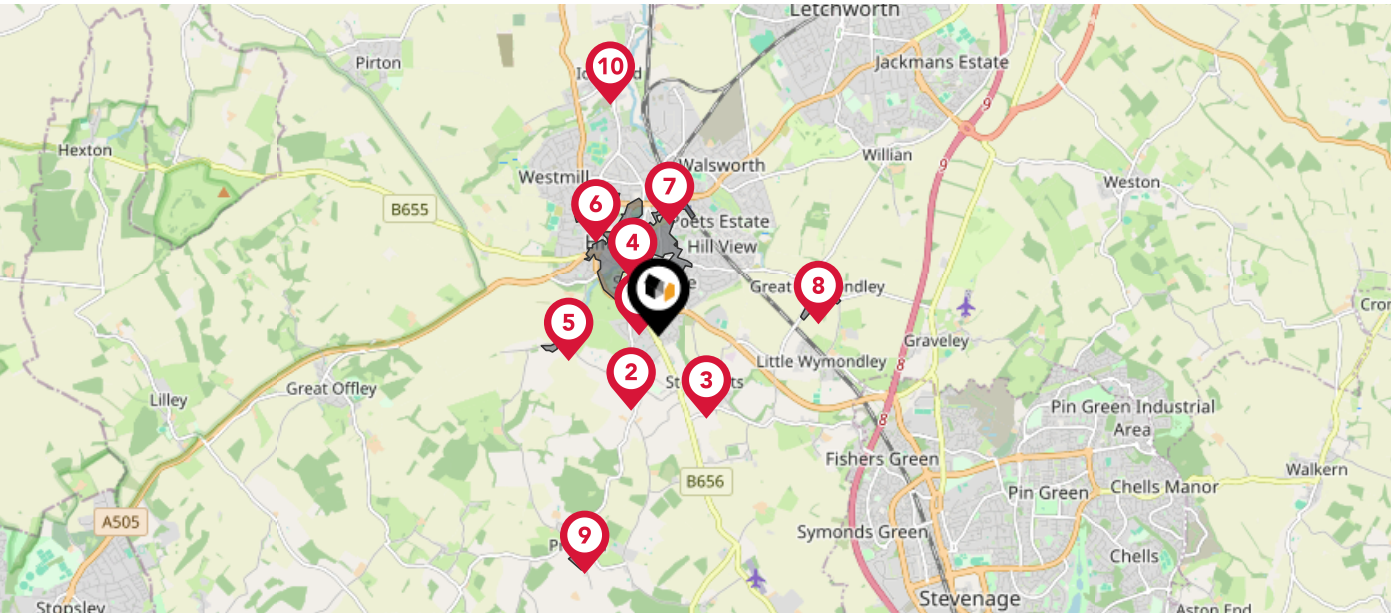 Letchworth
Pirton
10
Jackmans Estate
9
Hexton
Walsworth
Willian
9
Westmill
Weston
7
6
B655
Poets Estate
4
Hill View
8
Great
5
Graveley
Little Wymondley
8
2
3
Great Offley
Lilley
Pin Green Industrial
Area
8
Fishers Green
Walkern
B656
Pin Green
Chells Manor
A505
9
Symonds Green
Chells
Stevenage
Stopsley
Aston End